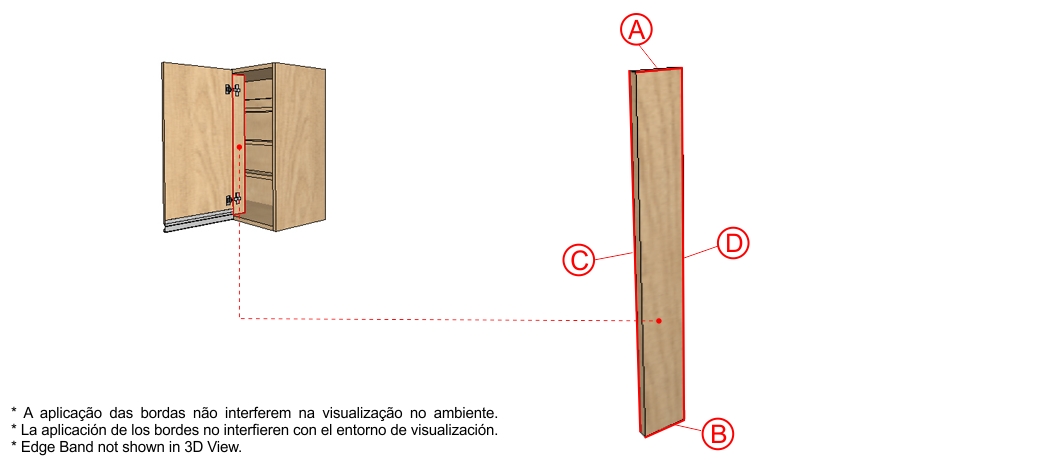 A
C
D
B
* A aplicação das bordas não interferem na visualização no ambiente.
* La aplicación de los bordes no interfieren con el entorno de visualización.
* Edge Band not shown in 3D View.